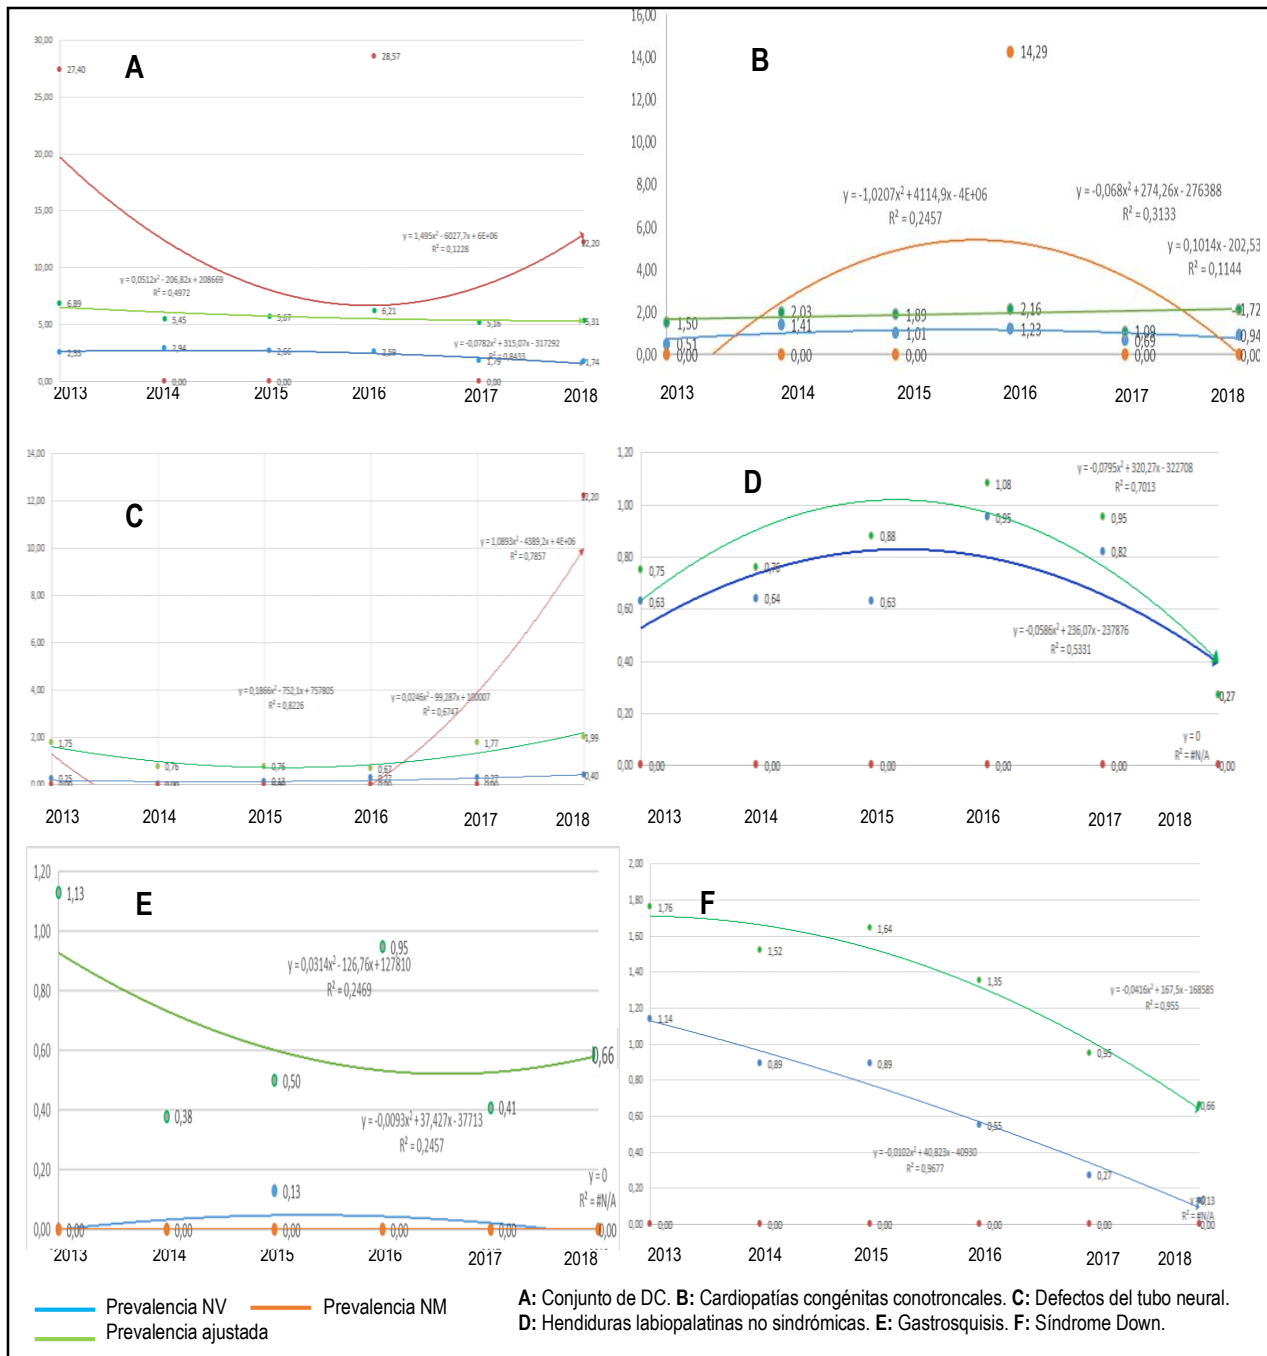 A
30,00
25,00
20,00
15,00
10,00
5,00
0,00
27,40
28,57
y = 1,495x² - 6027,7x + 6E+06
R² = 0,1228
y = 0,0512x² - 206,82x + 208669
R² = 0,4972
y = -0,0782x² + 315,07x - 317292
R² = 0,8433
6,89
5,45
5,67
6,21
5,16
5,31
2,94
2,66
2,58
1,79
1,74
0,00
0,00
0,00
2013 2014 2015 2016 2017 2018
B
16,00
14,00
12,00
10,00
8,00
6,00
4,00
2,00
0,00
14,29
y = -1,0207x² + 4114,9x - 4E+06
R² = 0,2457
y = -0,068x² + 274,26x - 276388
R² = 0,3133
y = 0,1014x - 202,53
R² = 0,1144
1,50
2,03
1,89
2,16
1,09
1,72
0,51
1,41
1,01
1,23
0,69
0,94
0,00 0,00 0,00 0,00 0,00
2013 2014 2015 2016 2017 2018
C
14,00
12,00
10,00
8,00
6,00
4,00
2,00
0,00
y = 1,0893x² - 4389,2x + 4E+06
R² = 0,7857
y = 0,1866x² - 752,1x + 757805
R² = 0,8226
y = 0,0246x² - 99,287x + 100007
R² = 0,6747
1,75
0,76
0,76
0,67
1,77
1,99
0,25
0,13
0,27
0,27
0,40
2013 2014 2015 2016 2017 2018
D
1,20
1,00
0,80
0,60
0,40
0,20
0,00
y = -0,0795x² + 320,27x - 322708
R² = 0,7013
y = -0,0586x² + 236,07x - 237876
R² = 0,5331
y = 0
R² = #N/A
0,75
0,76
0,88
1,08
0,95
0,27
0,63
0,64
0,63
0,95
0,82
0,00 0,00 0,00 0,00 0,00 0,00
2013 2014 2015 2016 2017 2018
E
1,20
1,00
0,80
0,60
0,40
0,20
0,00
y = 0,0314x² - 126,76x + 127810
R² = 0,2469
y = -0,0093x² + 37,427x - 37713
R² = 0,2457
y = 0
R² = #N/A
1,13
0,38
0,50
0,95
0,41
0,66
0,13
0,00 0,00 0,00 0,00 0,00 0,00
2013 2014 2015 2016 2017 2018
F
2,00
1,80
1,60
1,40
1,20
1,00
0,80
0,60
0,40
0,20
0,00
y = -0,0416x² + 167,5x - 168585
R² = 0,955
y = -0,0102x² + 40,823x - 40930
R² = 0,9677
R² = #N/A
1,76
1,52
1,64
1,35
0,95
0,66
1,14
0,89
0,89
0,55
0,27
0,13
0,00 0,00 0,00 0,00 0,00 0,00
2013 2014 2015 2016 2017 2018
Prevalencia NV
Prevalencia NM
Prevalencia ajustada
A: Conjunto de DC. B: Cardiopatías congénitas conotroncales. C: Defectos del tubo neural.
D: Hendiduras labiopalatinas no sindrómicas. E: Gastrosquisis. F: Síndrome Down.